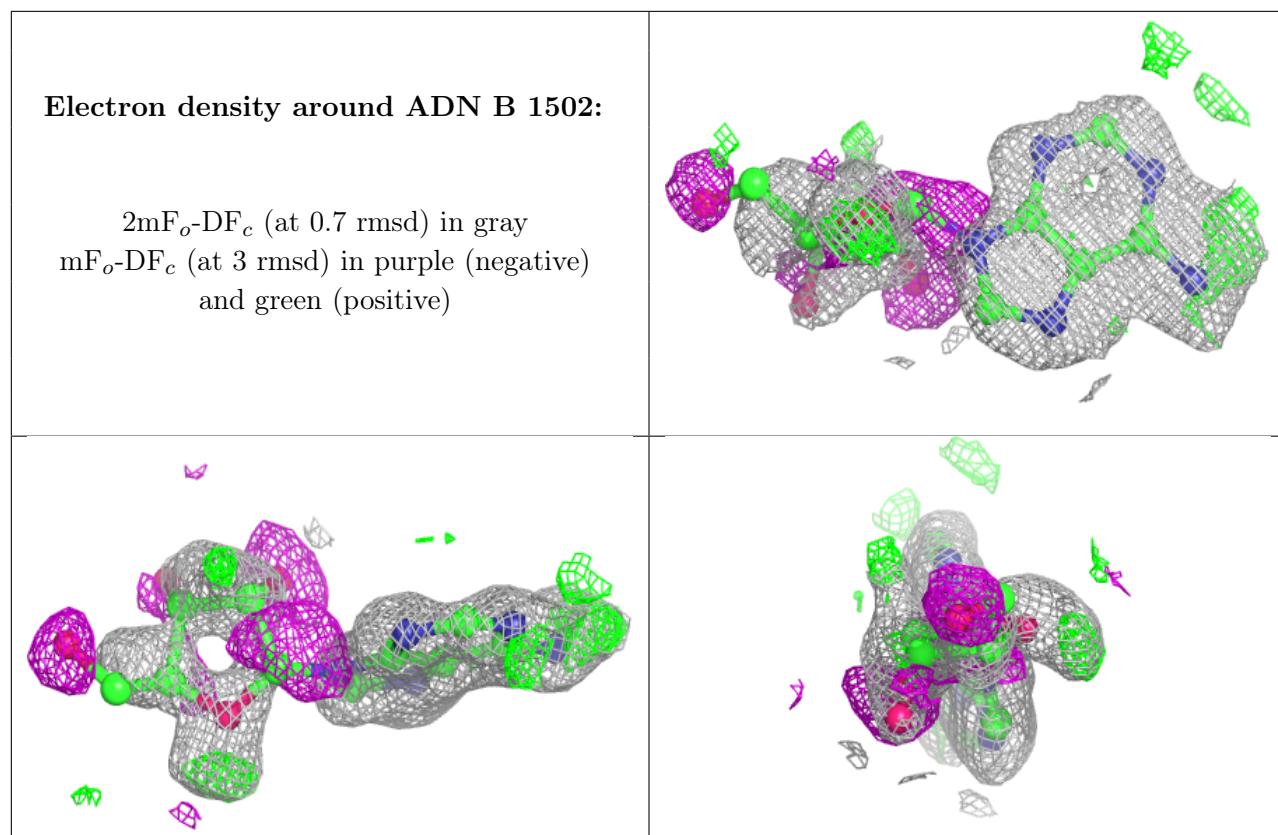 Electron density around ADN B 1502:
2mFo-DFc (at 0.7 rmsd) in gray
mFo-DFc (at 3 rmsd) in purple (negative)
and green (positive)